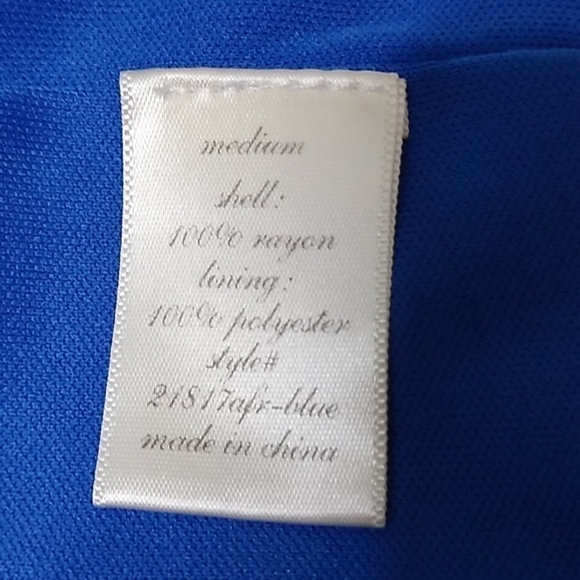 medium
shell:
100% rayon
lining:
100% polyester
style#
21817afr-blue
made in china